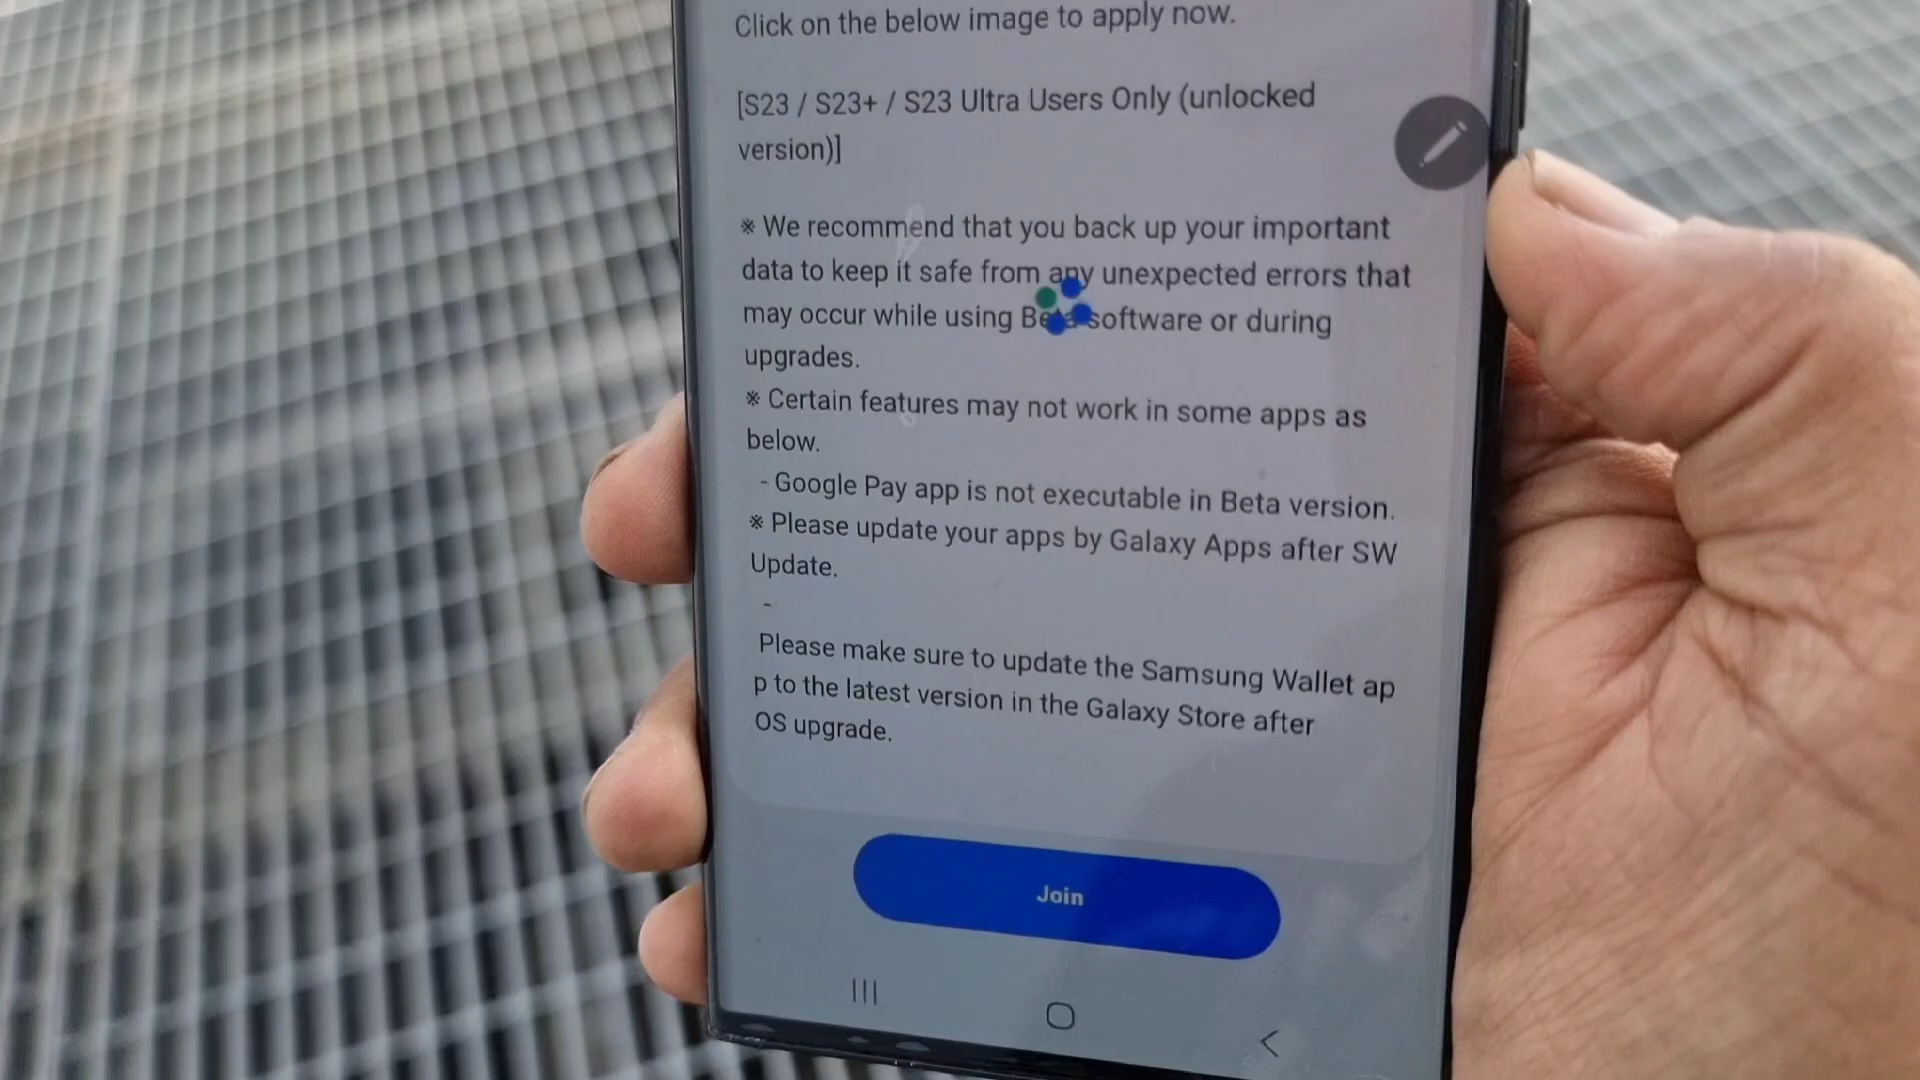 Click on the below image to apply now.
[S23 / S23+ / S23 Ultra Users Only (unlocked
version)]
※ We recommend that you back up your important
data to keep it safe from any unexpected errors that
may occur while using Beta software or during
upgrades.
※ Certain features may not work in some apps as
below.
- Google Pay app is not executable in Beta version.
※ Please update your apps by Galaxy Apps after SW
Update.
-
Please make sure to update the Samsung Wallet ap
p to the latest version in the Galaxy Store after
OS upgrade.
Join